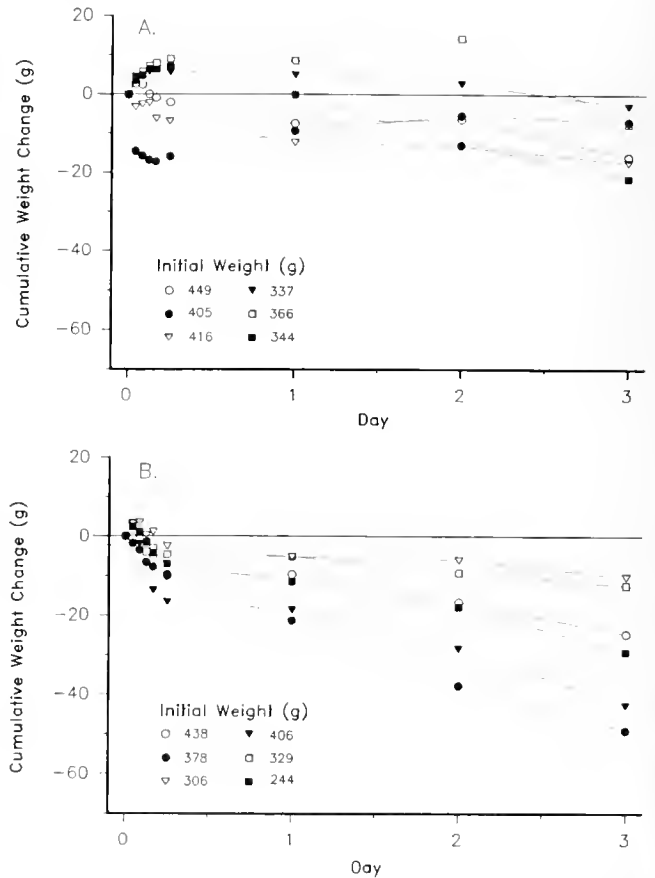 20
A.
0
−20
−40
−60
Cumulative Weight Change (g)
Initial Weight (g)
449 337
405 366
416 344
0 1 2 3
Day
20
B.
0
−20
−40
−60
Cumulative Weight Change (g)
Initial Weight (g)
438 406
378 329
306 244
0 1 2 3
Day